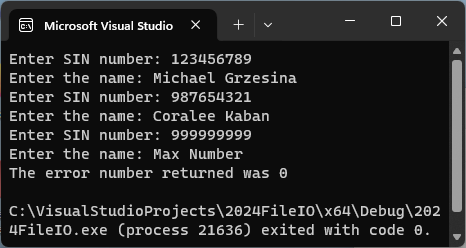 Microsoft Visual Studio
Enter SIN number: 123456789
Enter the name: Michael Grzesina
Enter SIN number: 987654321
Enter the name: Coralee Kaban
Enter SIN number: 999999999
Enter the name: Max Number
The error number returned was 0
C:\VisualStudioProjects\2024FileIO\x64\Debug\202
4FileIO.exe (process 21636) exited with code 0.